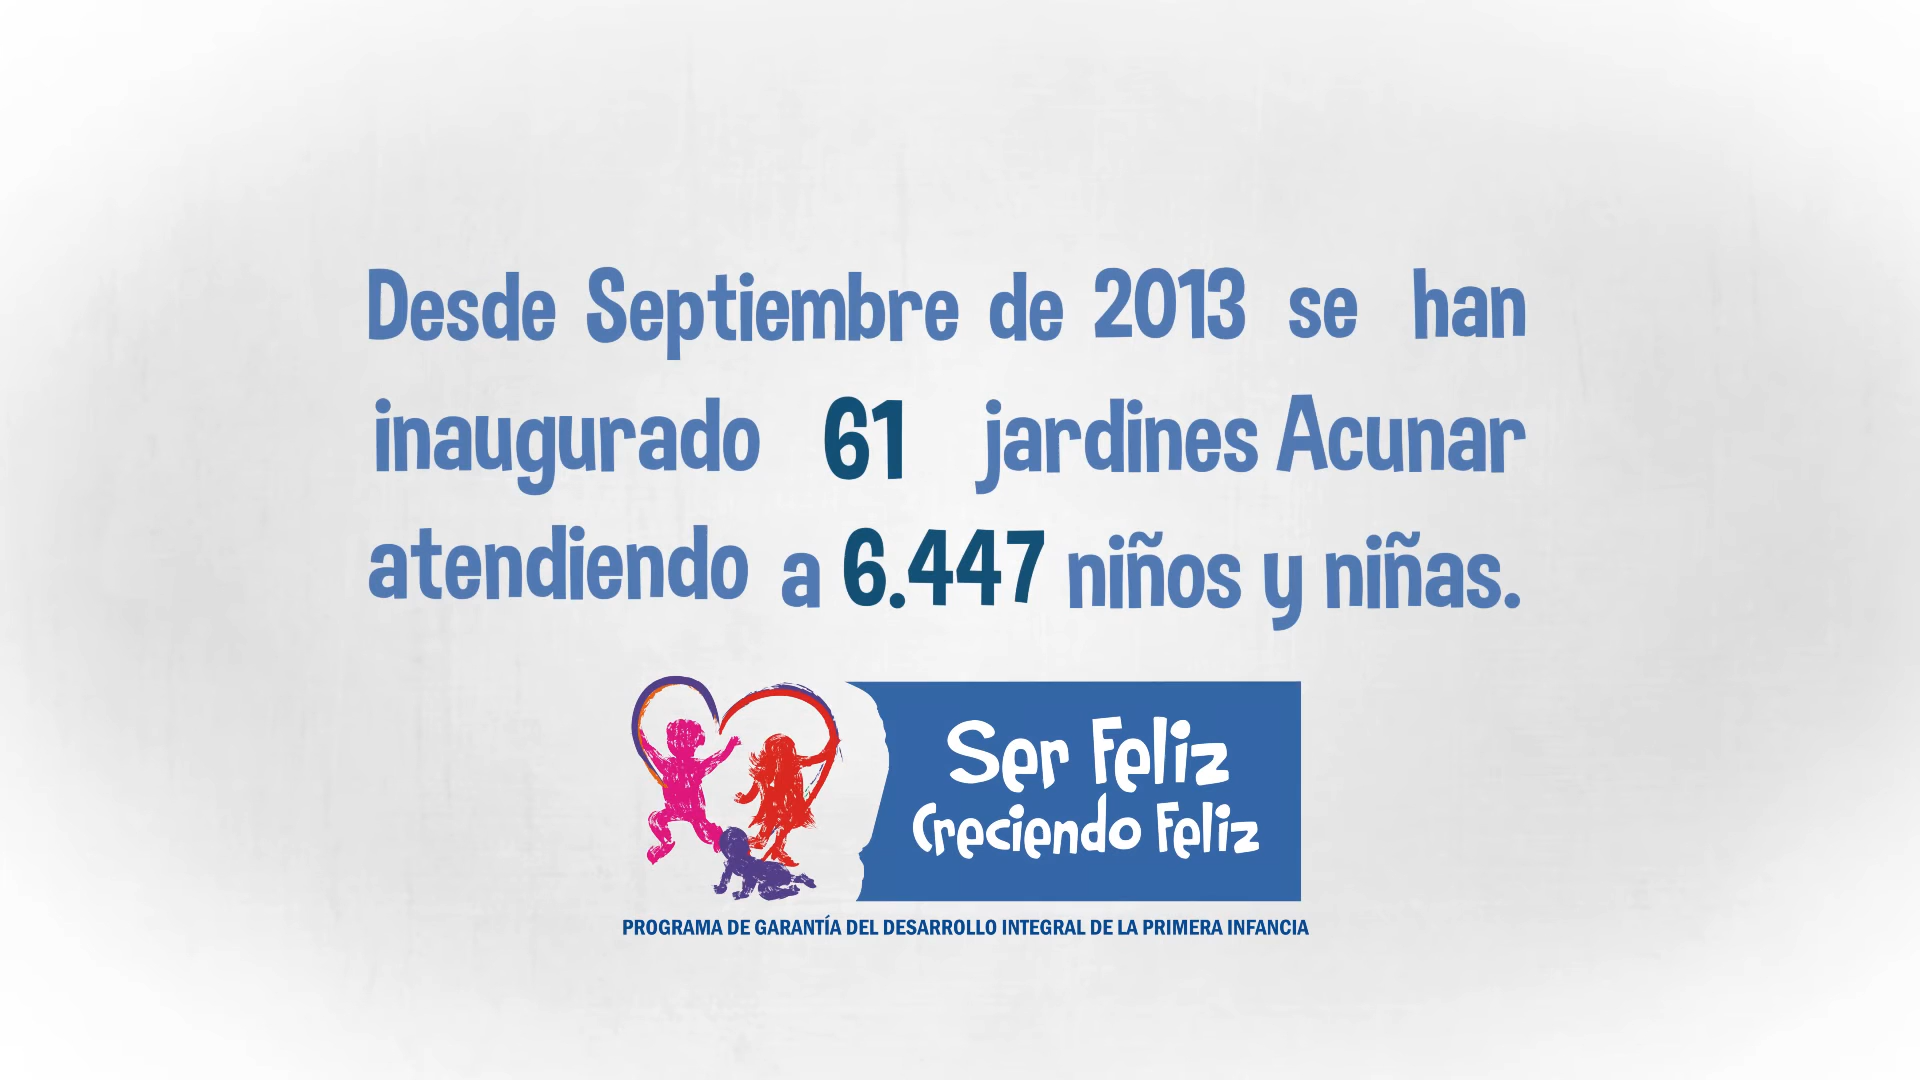 Desde Septiembre de 2013 se han
inaugurado 61 jardines Acunar
atendiendo a 6.447 niños y niñas.
Ser Feliz
Creciendo Feliz
PROGRAMA DE GARANTÍA DEL DESARROLLO INTEGRAL DE LA PRIMERA INFANCIA